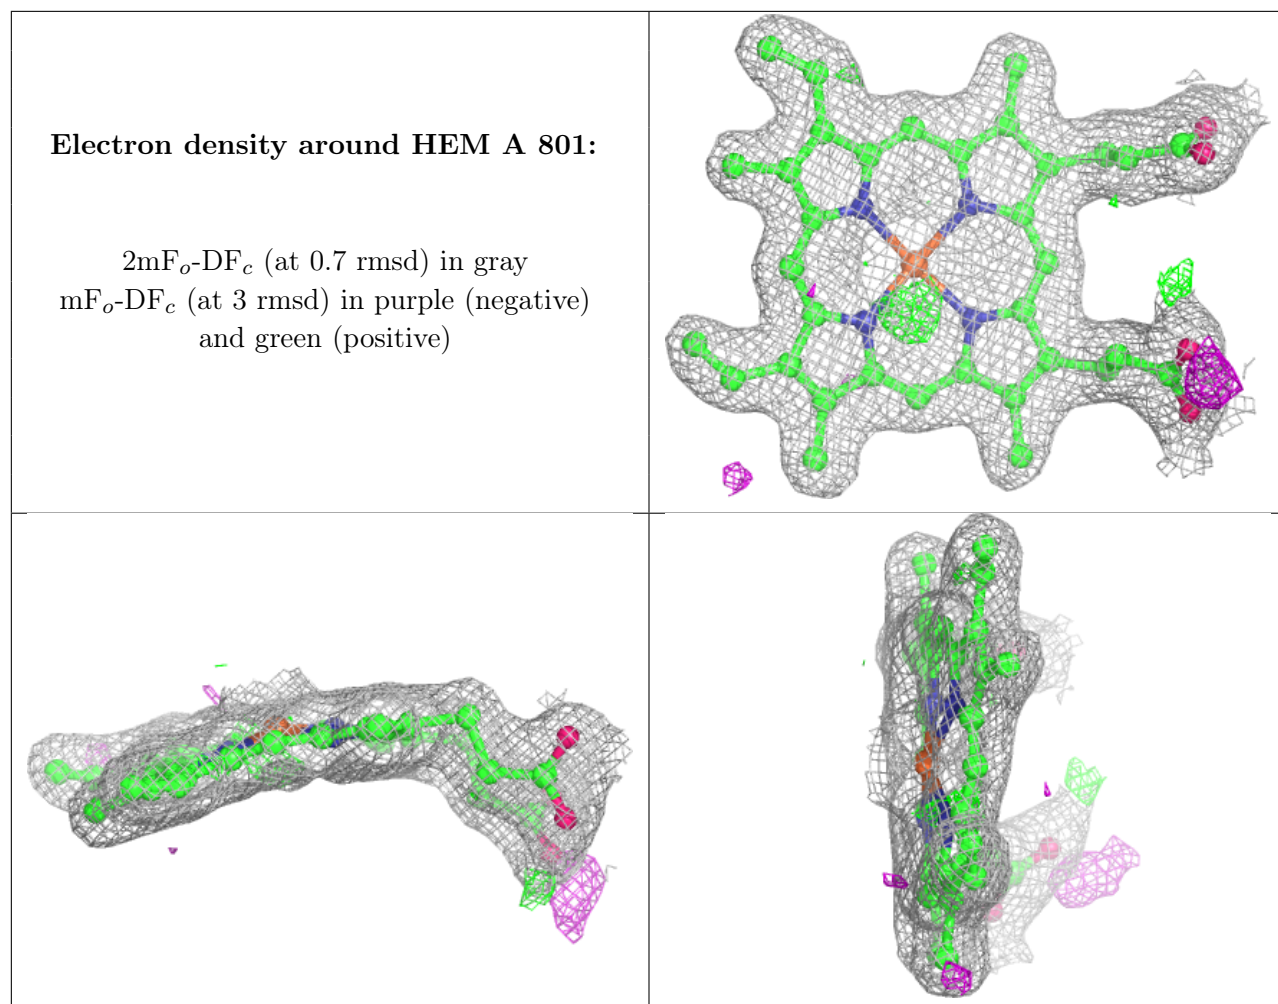 Electron density around HEM A 801:
2mFo-DFc (at 0.7 rmsd) in gray
mFo-DFc (at 3 rmsd) in purple (negative)
and green (positive)